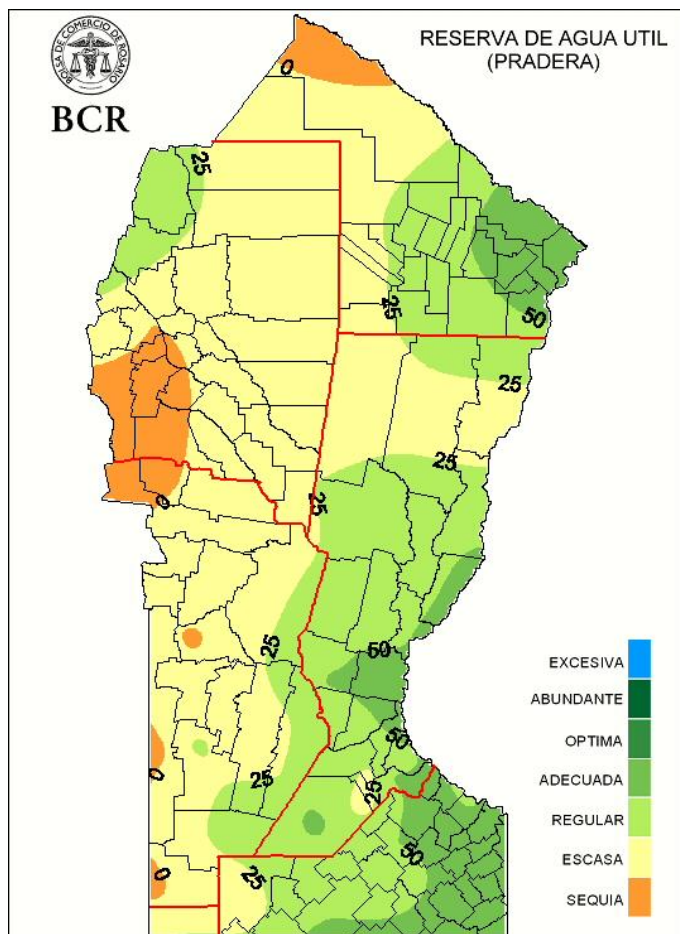 BOLSA DE COMERCIO DE ROSARIO
BCR
RESERVA DE AGUA UTIL
(PRADERA)
0
25
50
25
25
25
25
0
25
50
50
0
25
25
50
0
25
EXCESIVA
ABUNDANTE
OPTIMA
ADECUADA
REGULAR
ESCASA
SEQUIA